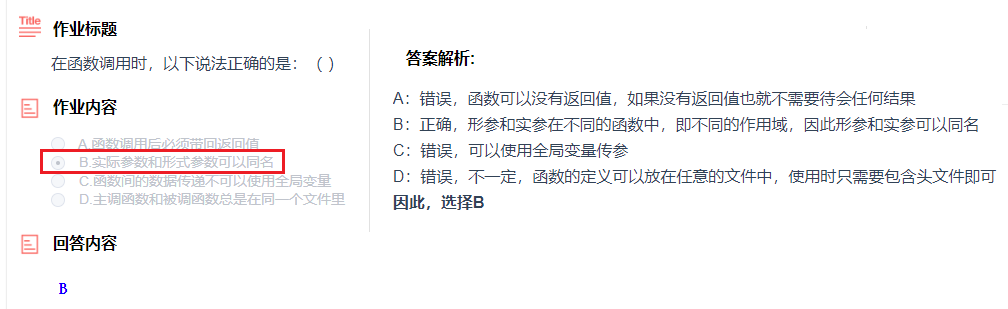 Title
作业标题
在函数调用时，以下说法正确的是：（ ）
作业内容
A.函数调用后必须带回返回值
B.实际参数和形式参数可以同名
C.函数间的数据传递不可以使用全局变量
D.主调函数和被调函数总是在同一个文件里
回答内容
B
答案解析：
A：错误，函数可以没有返回值，如果没有返回值也就不需要待会任何结果
B：正确，形参和实参在不同的函数中，即不同的作用域，因此形参和实参可以同名
C：错误，可以使用全局变量传参
D：错误，不一定，函数的定义可以放在任意的文件中，使用时只需要包含头文件即可
因此，选择B